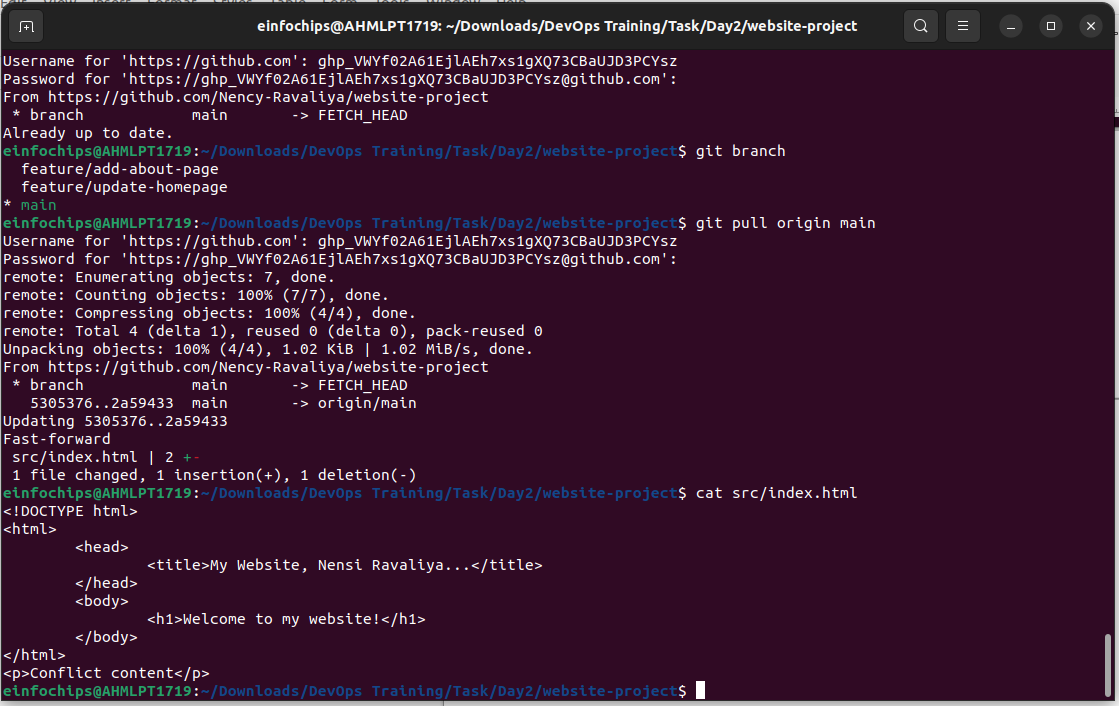 einfochips@AHMLPT1719: ~/Downloads/DevOps Training/Task/Day2/website-project
Username for 'https://github.com': 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
Password for 'https://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@github.com':
From https://github.com/Nency-Ravaliya/website-project
 * branch            main       -> FETCH_HEAD
Already up to date.
einfochips@AHMLPT1719:~/Downloads/DevOps Training/Task/Day2/website-project$ git branch
  feature/add-about-page
  feature/update-homepage
* main
einfochips@AHMLPT1719:~/Downloads/DevOps Training/Task/Day2/website-project$ git pull origin main
Username for 'https://github.com': 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
Password for 'https://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@github.com':
remote: Enumerating objects: 7, done.
remote: Counting objects: 100% (7/7), done.
remote: Compressing objects: 100% (4/4), done.
remote: Total 4 (delta 1), reused 0 (delta 0), pack-reused 0
Unpacking objects: 100% (4/4), 1.02 KiB | 1.02 MiB/s, done.
From https://github.com/Nency-Ravaliya/website-project
 * branch            main       -> FETCH_HEAD
   5305376..2a59433  main       -> origin/main
Updating 5305376..2a59433
Fast-forward
 src/index.html | 2 +-
 1 file changed, 1 insertion(+), 1 deletion(-)
einfochips@AHMLPT1719:~/Downloads/DevOps Training/Task/Day2/website-project$ cat src/index.html
<!DOCTYPE html>
<html>
        <head>
                <title>My Website, Nensi Ravaliya...</title>
        </head>
        <body>
                <h1>Welcome to my website!</h1>
        </body>
</html>
<p>Conflict content</p>
einfochips@AHMLPT1719:~/Downloads/DevOps Training/Task/Day2/website-project$